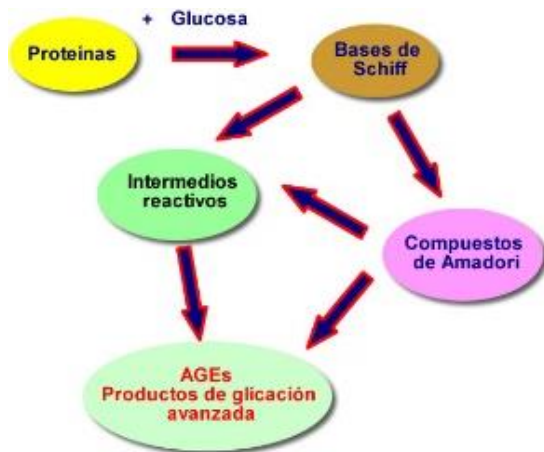 + Glucosa
Proteinas
Bases de
Schiff
Intermedios
reactivos
Compuestos
de Amadori
AGEs
Productos de glicación
avanzada